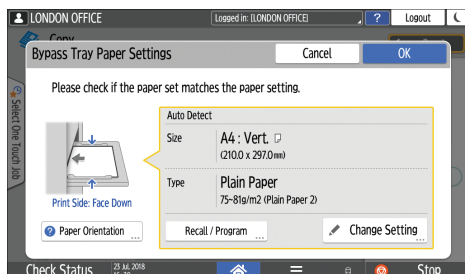 LONDON OFFICE
Logged in: [LONDON OFFICE]
?
Logout
Copy
Bypass Tray Paper Settings
Cancel
OK
Please check if the paper set matches the paper setting.
Select One Touch Job
Auto Detect
Size
A4 : Vert.
(210.0 x 297.0 mm)
Type
Plain Paper
75~81g/m2 (Plain Paper 2)
Print Side: Face Down
? Paper Orientation ...
Recall / Program ...
Change Setting ...
Check Status
23 JUL 2018
Stop